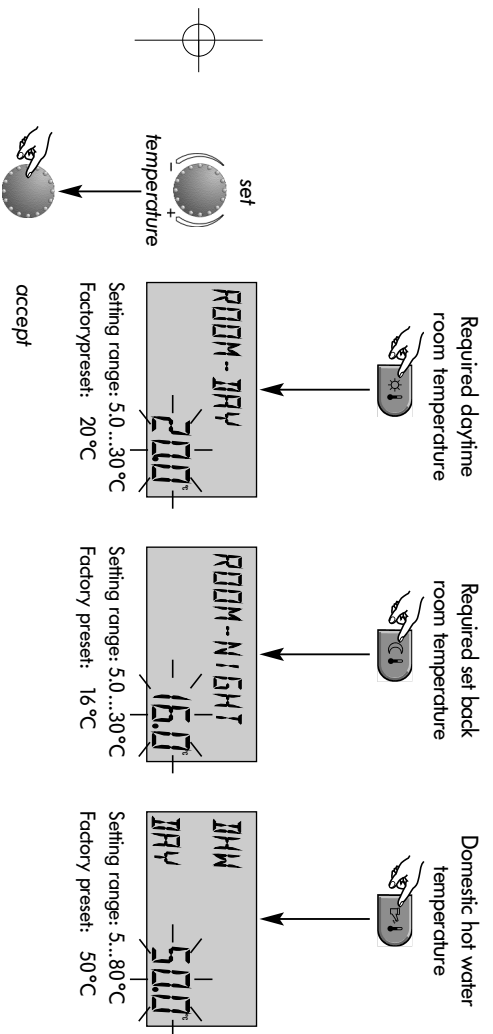 Required daytime
room temperature
Required set back
room temperature
Domestic hot water
temperature
set
- +
temperature
accept
ROOM-DAY
20.0 °C
Setting range: 5.0...30°C
Factorypreset: 20°C
ROOM-NIGHT
16.0 °C
Setting range: 5.0...30°C
Factory preset: 16°C
DHW
DAY
50.0 °C
Setting range: 5...80°C
Factory preset: 50°C